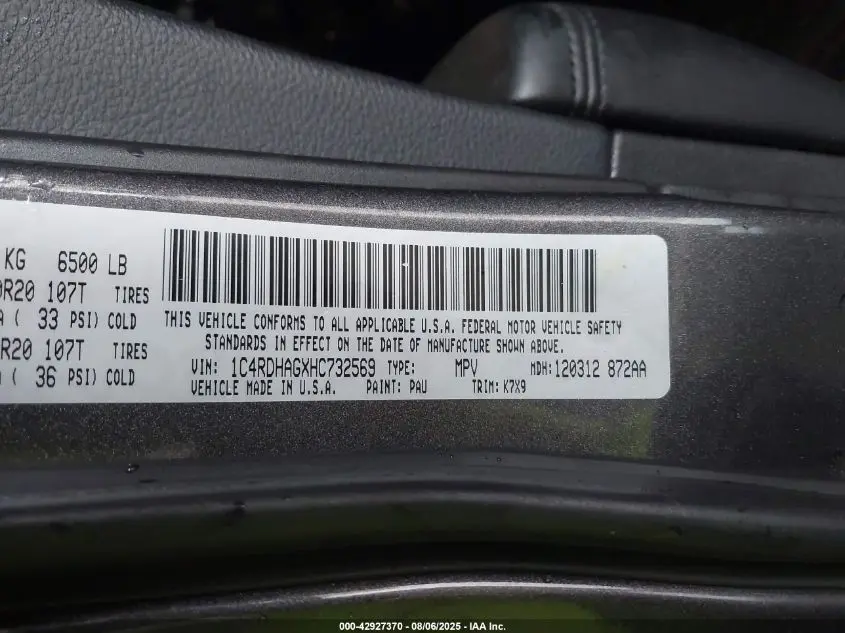 KG 6500 LB
0R20 107T TIRES
A ( 33 PSI) COLD
R20 107T TIRES
A ( 36 PSI) COLD
THIS VEHICLE CONFORMS TO ALL APPLICABLE U.S.A. FEDERAL MOTOR VEHICLE SAFETY
STANDARDS IN EFFECT ON THE DATE OF MANUFACTURE SHOWN ABOVE.
VIN: 1C4RDHAGXHC732569 TYPE: MPV MDH:120312 872AA
VEHICLE MADE IN U.S.A. PAINT: PAU TRIM: K7X9
000-42927370 - 08/06/2025 - IAA Inc.